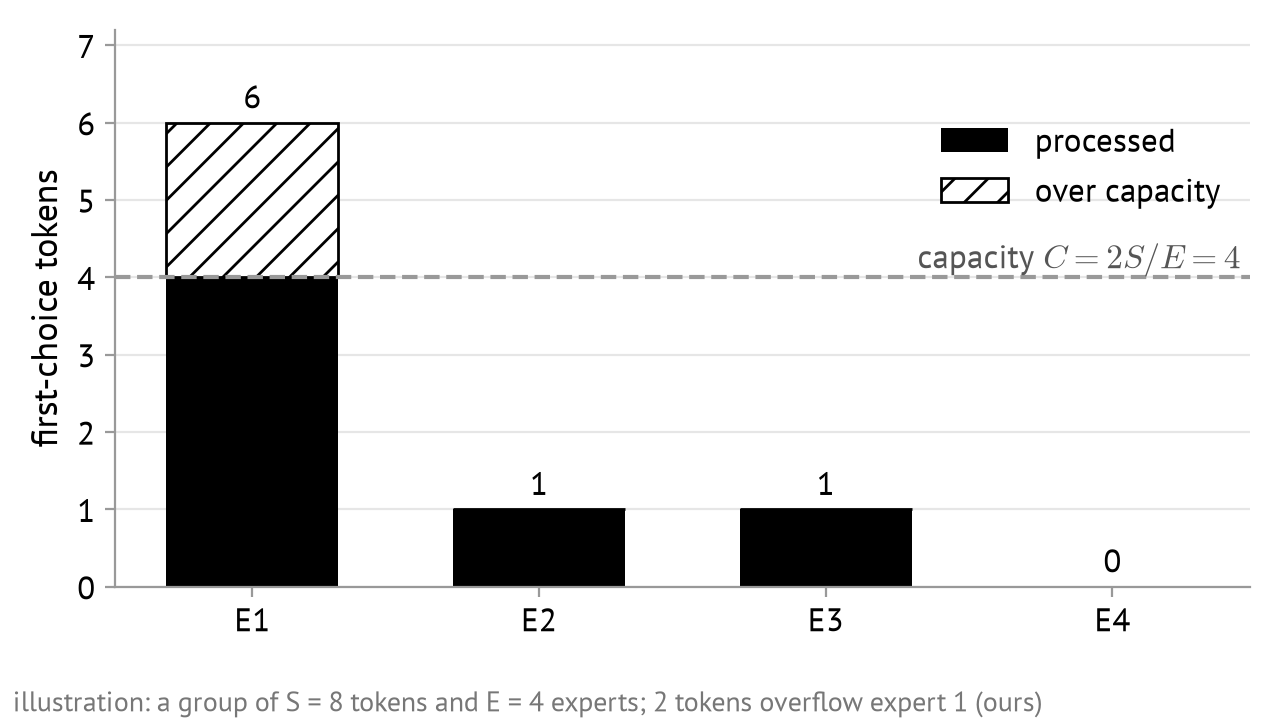 7
6
5
4
3
2
1
0
first-choice tokens
6
1
1
0
processed
over capacity
capacity C = 2S/E = 4
E1 E2 E3 E4
illustration: a group of S = 8 tokens and E = 4 experts; 2 tokens overflow expert 1 (ours)